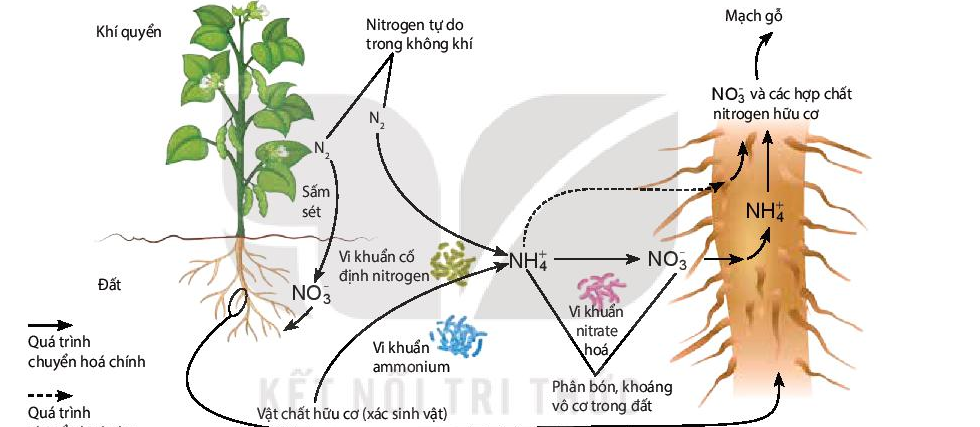 Khí quyển
Nitrogen tự do
trong không khí
Mạch gỗ
NO₃⁻ và các hợp chất
nitrogen hữu cơ
N₂
N₂
Sấm
sét
NH₄⁺
Vi khuẩn cố
định nitrogen
NH₄⁺
NO₃⁻
Đất
NO₃⁻
Vi khuẩn
nitrate
hoá
Vi khuẩn
ammonium
Quá trình
chuyển hoá chính
Phân bón, khoáng
vô cơ trong đất
KẾT NỐI TRI THỨC
Vật chất hữu cơ (xác sinh vật)
Quá trình